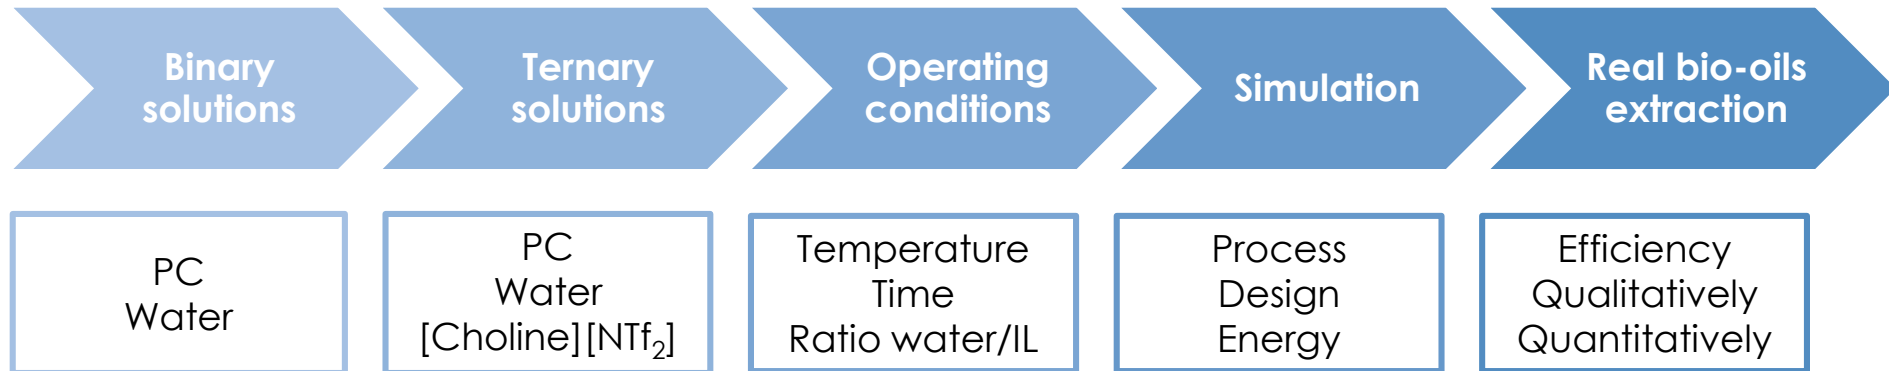 Binary
solutions
Ternary
solutions
Operating
conditions
Simulation
Real bio-oils
extraction
PC
Water
PC
Water
[Choline][NTf₂]
Temperature
Time
Ratio water/IL
Process
Design
Energy
Efficiency
Qualitatively
Quantitatively